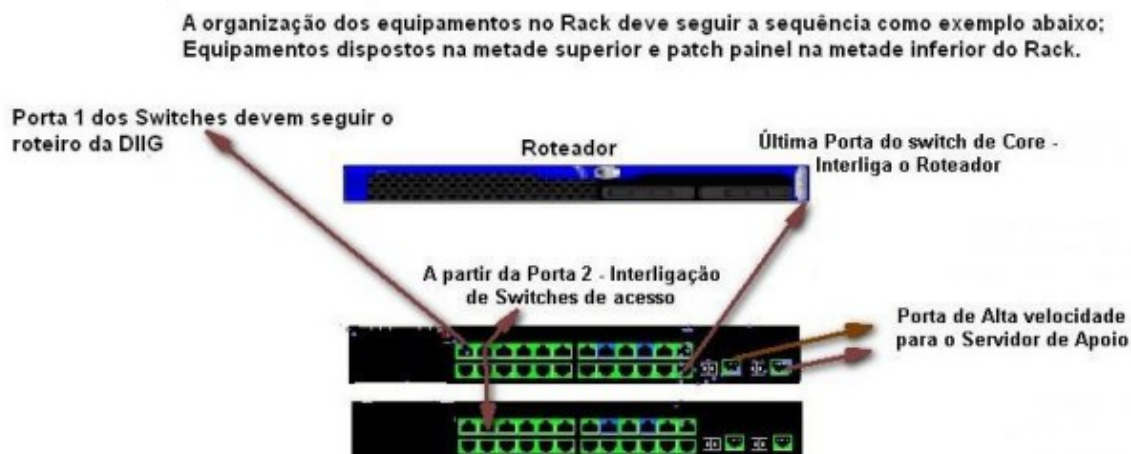 A organização dos equipamentos no Rack deve seguir a sequência como exemplo abaixo;
Equipamentos dispostos na metade superior e patch painel na metade inferior do Rack.
Porta 1 dos Switches devem seguir o
roteiro da DIIG
Roteador
Última Porta do switch de Core -
Interliga o Roteador
A partir da Porta 2 - Interligação
de Switches de acesso
Porta de Alta velocidade
para o Servidor de Apoio